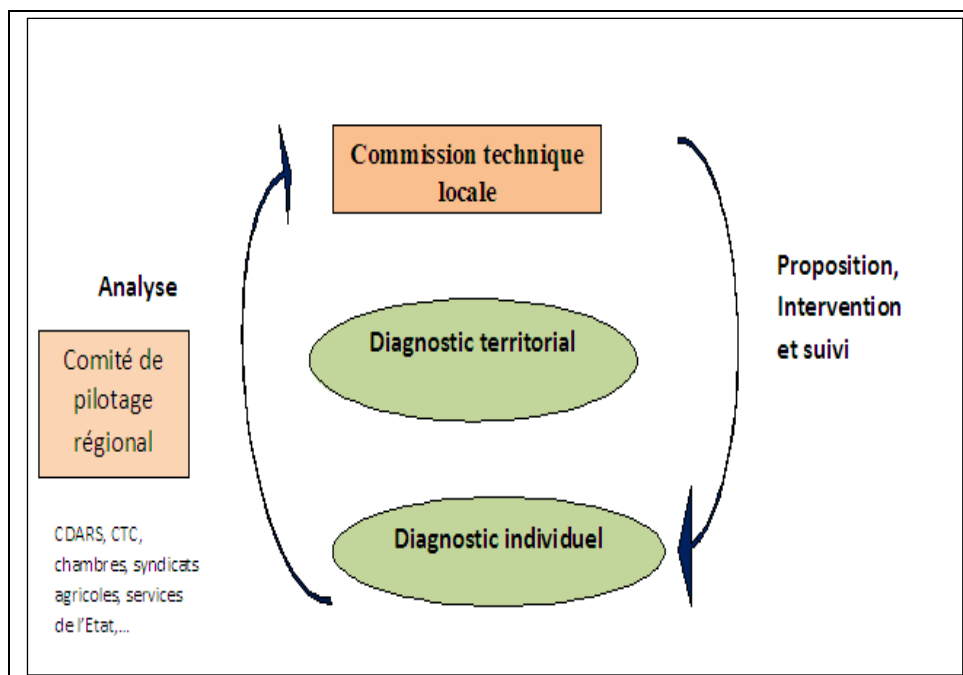 Commission technique
locale
Analyse
Proposition,
Intervention
et suivi
Diagnostic territorial
Comité de
pilotage
régional
Diagnostic individuel
CDARS, CTC,
chambres, syndicats
agricoles, services
de l'Etat,...